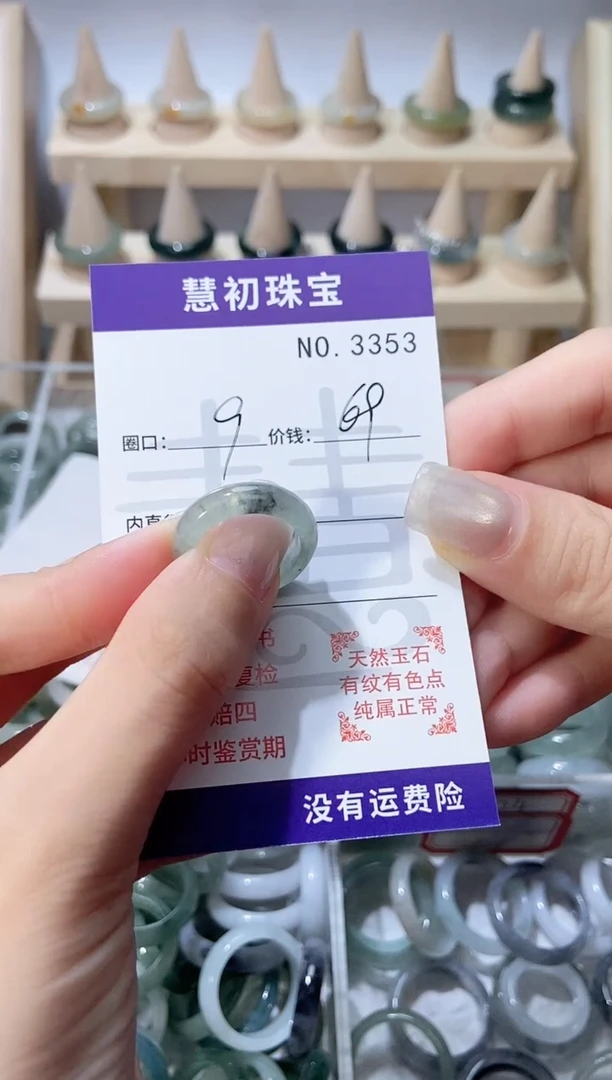 慧初珠宝
NO.3353
圈口: 9 价钱: 69
内直
书
天然玉石
复检
有纹有色点
赔四
纯属正常
时鉴赏期
没有运费险